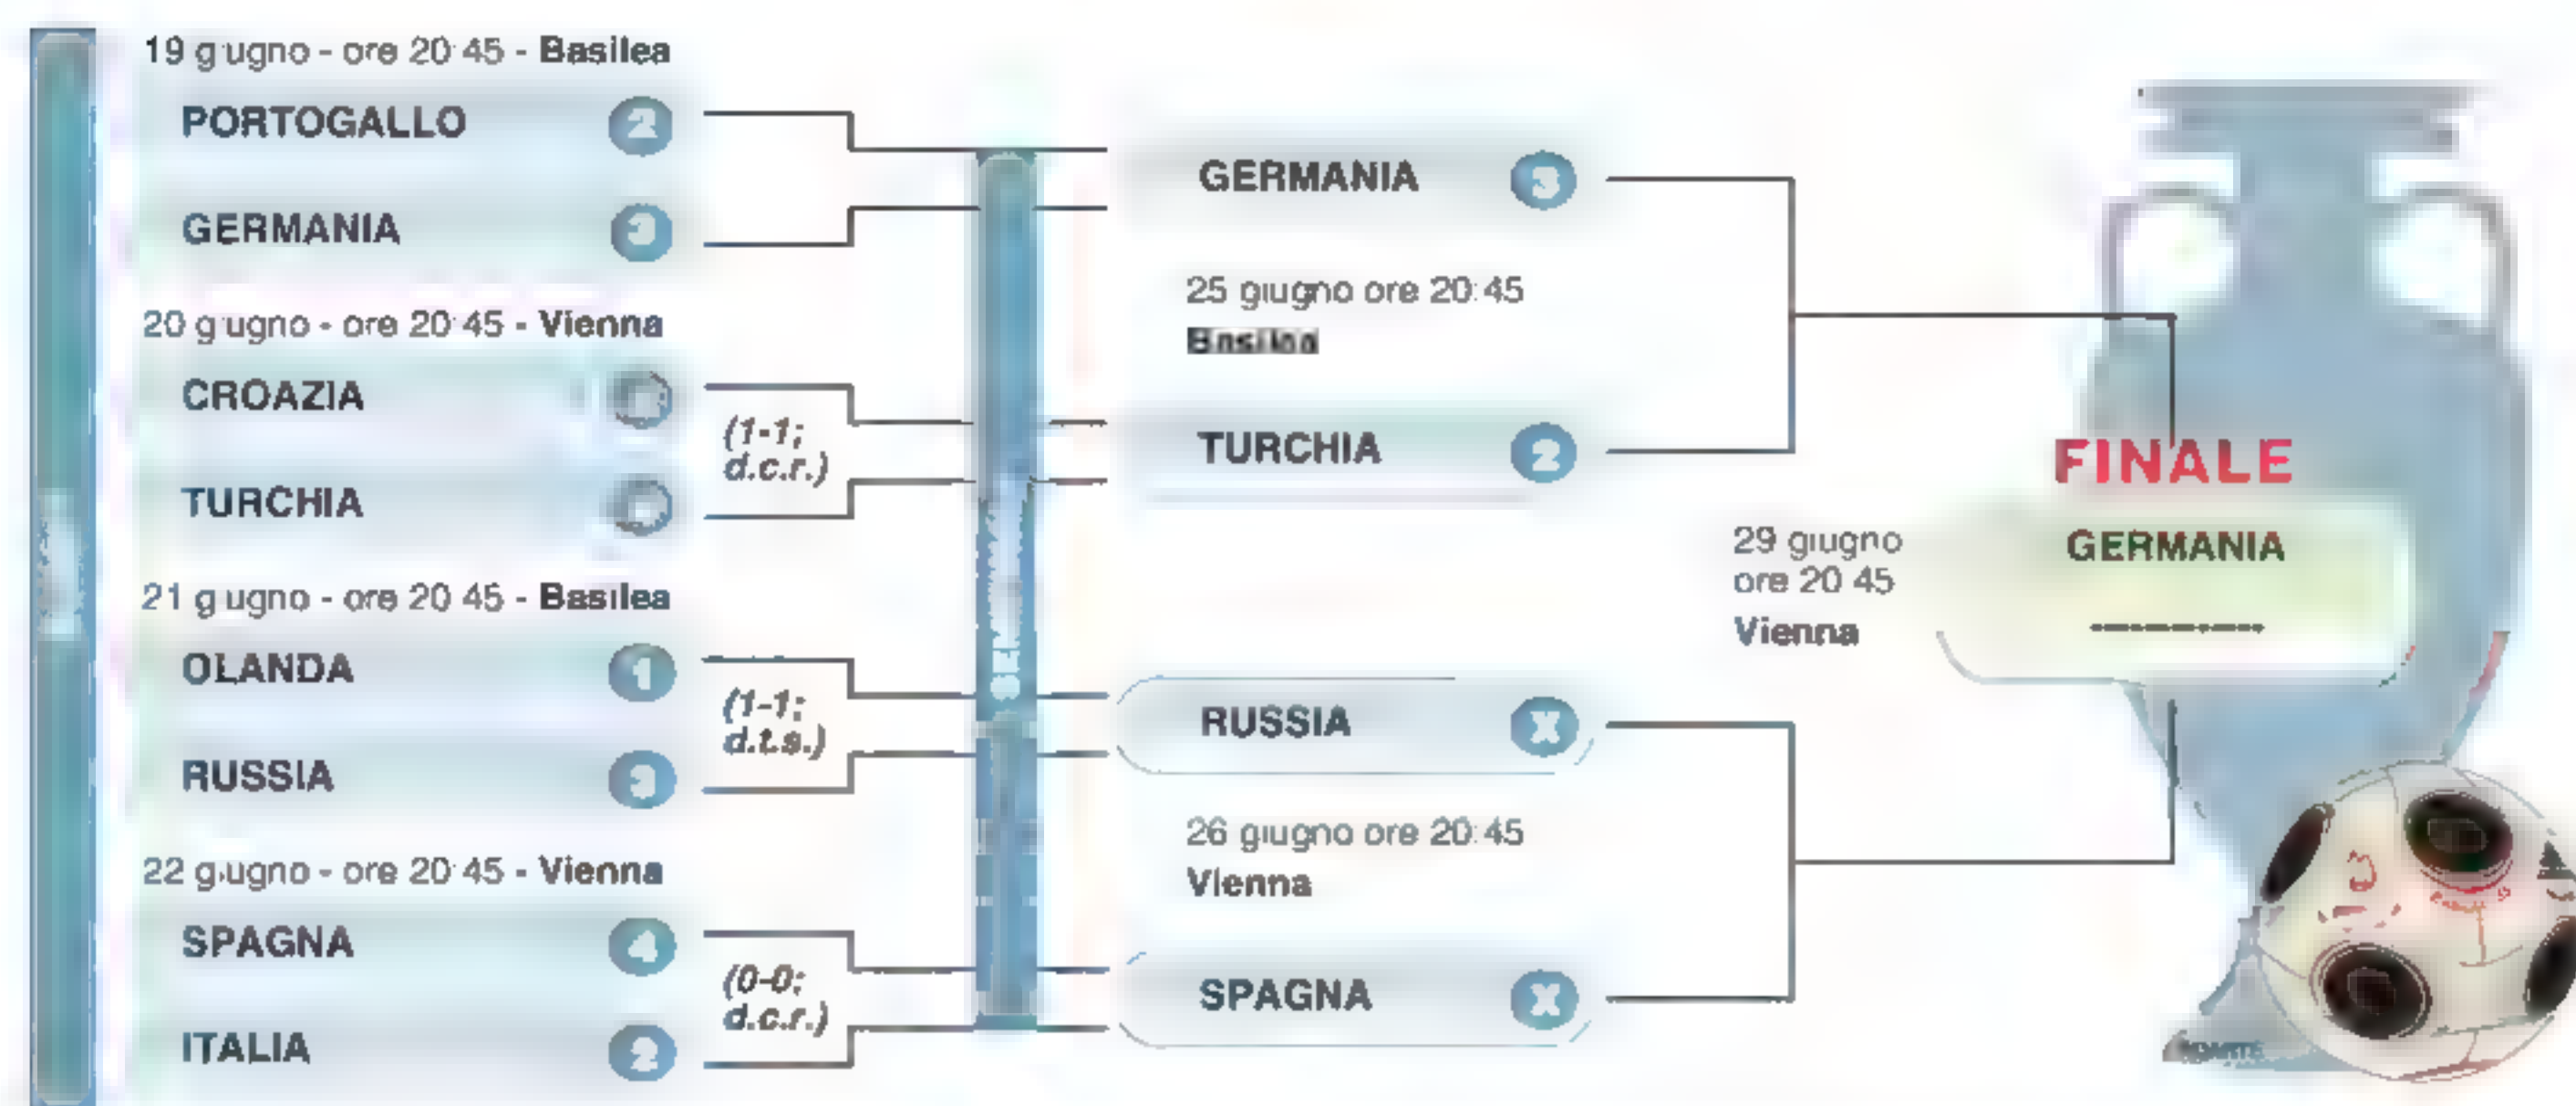 19 giugno - ore 20:45 - Basilea
PORTOGALLO 2
GERMANIA 3
20 giugno - ore 20:45 - Vienna
CROAZIA
(1-1; d.c.r.)
TURCHIA
21 giugno - ore 20:45 - Basilea
OLANDA 1
(1-1; d.t.s.)
RUSSIA 3
22 giugno - ore 20:45 - Vienna
SPAGNA 4
(0-0; d.c.r.)
ITALIA 2
GERMANIA 3
25 giugno ore 20:45
Basilea
TURCHIA 2
RUSSIA X
26 giugno ore 20:45
Vienna
SPAGNA X
FINALE
29 giugno
ore 20:45
Vienna
GERMANIA